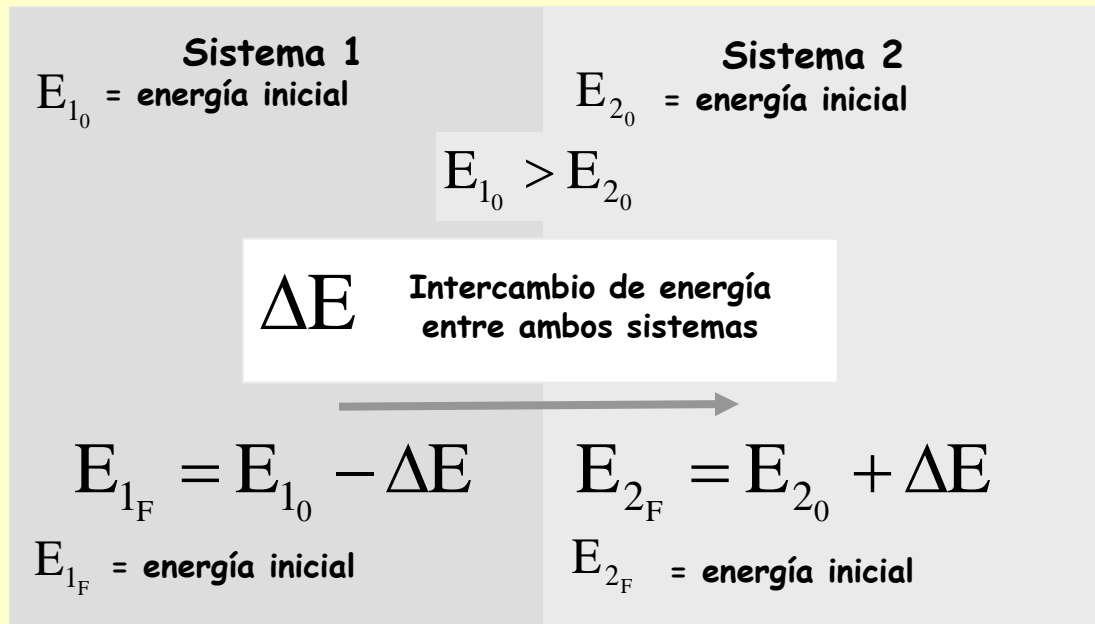 Sistema 1
E₁₀ = energía inicial
Sistema 2
E₂₀ = energía inicial
E₁₀ > E₂₀
ΔE
Intercambio de energía
entre ambos sistemas
E₁F = E₁₀ − ΔE
E₂F = E₂₀ + ΔE
E₁F = energía inicial
E₂F = energía inicial